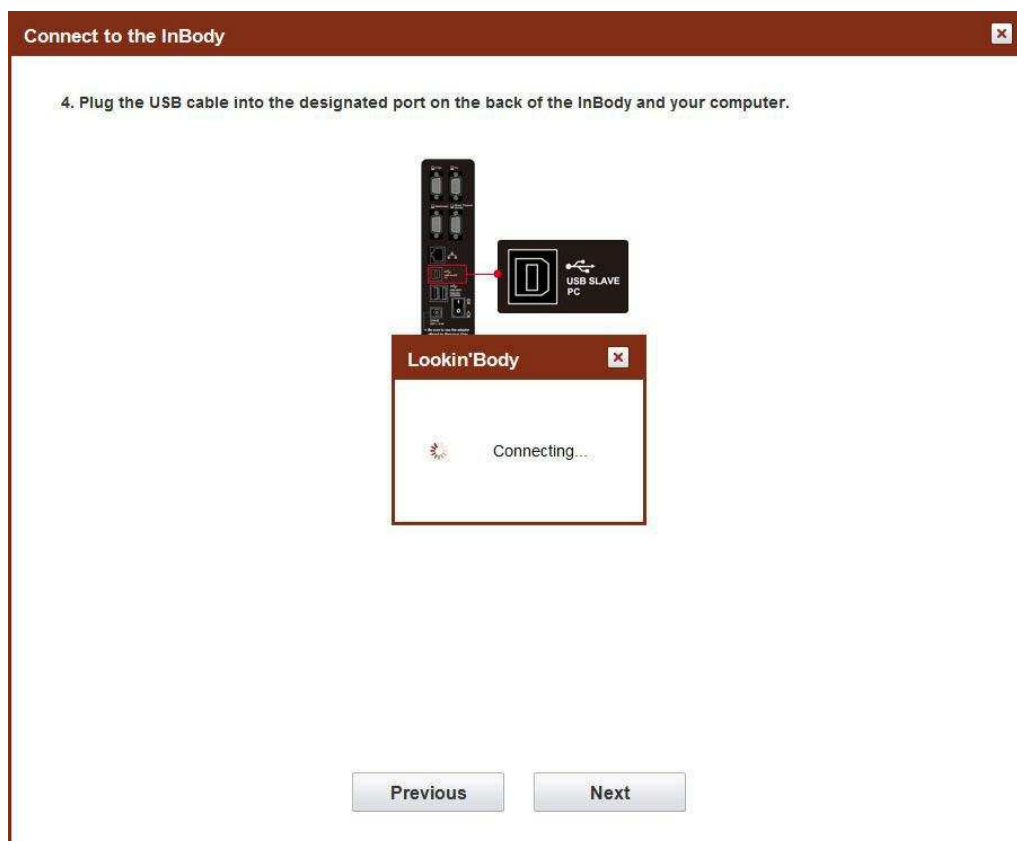 Connect to the InBody
4. Plug the USB cable into the designated port on the back of the InBody and your computer.
USB SLAVE
PC
Lookin'Body
Connecting...
Previous
Next